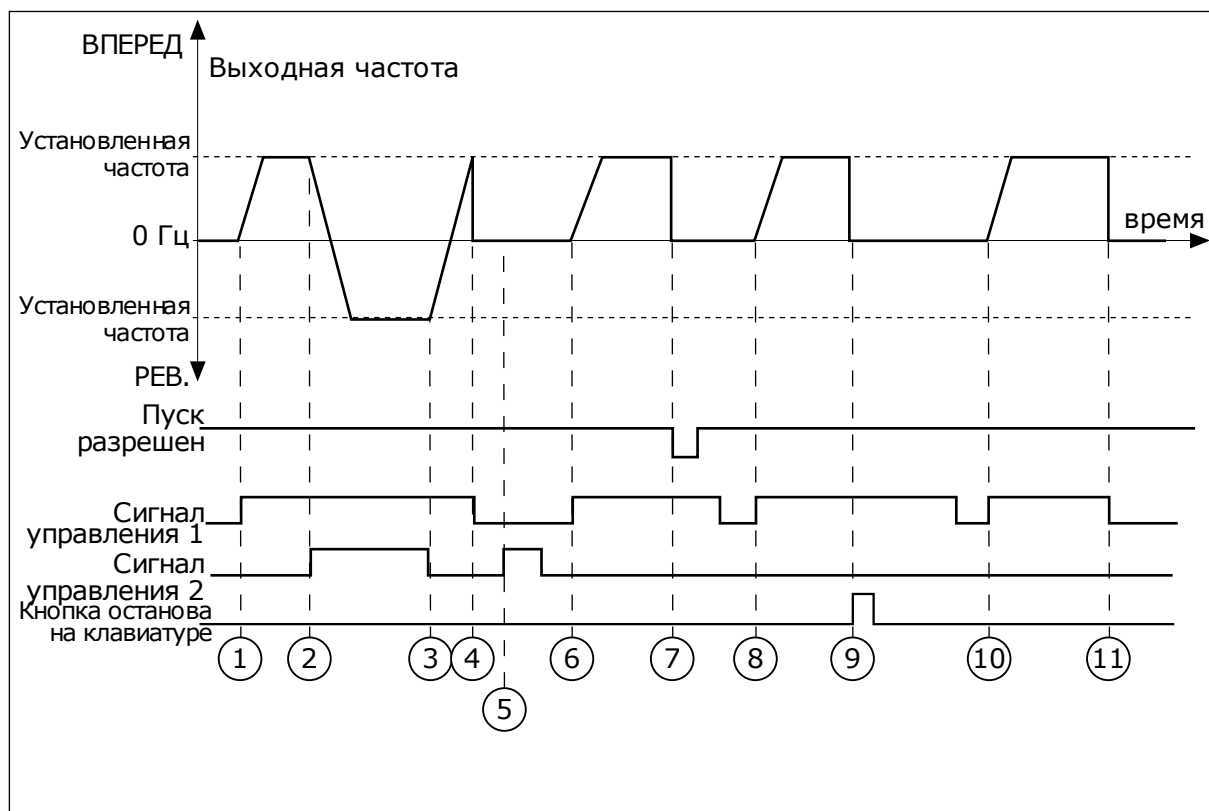 ВПЕРЕД
Выходная частота
Установленная
частота
0 Гц
время
Установленная
частота
РЕВ.
Пуск
разрешен
Сигнал
управления 1
Сигнал
управления 2
Кнопка останова
на клавиатуре
1 2 3 4 6 7 8 9 10 11
5